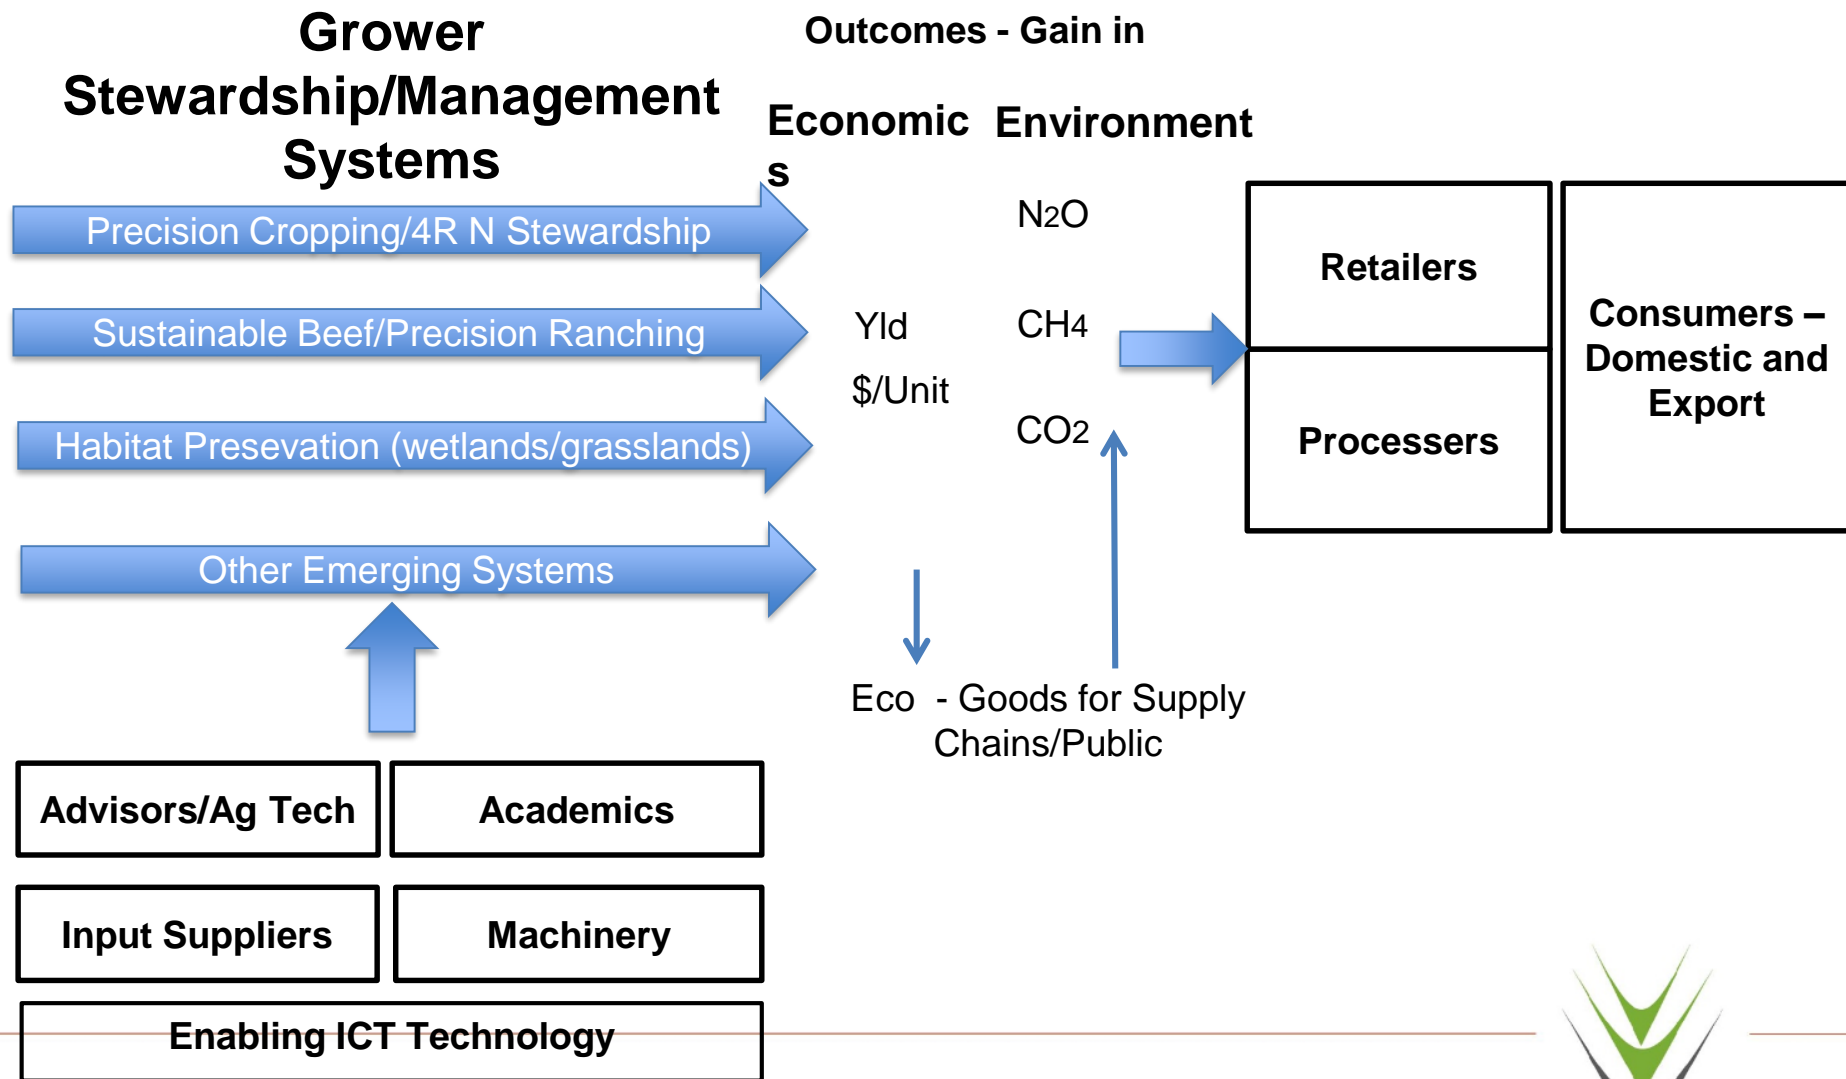 Grower
Stewardship/Management
Systems
Outcomes - Gain in
Economic
s
Environment
Precision Cropping/4R N Stewardship
Sustainable Beef/Precision Ranching
Habitat Presevation (wetlands/grasslands)
Other Emerging Systems
Yld
$/Unit
N2O
CH4
CO2
Retailers
Processers
Consumers –
Domestic and
Export
Eco - Goods for Supply
Chains/Public
Advisors/Ag Tech
Academics
Input Suppliers
Machinery
Enabling ICT Technology